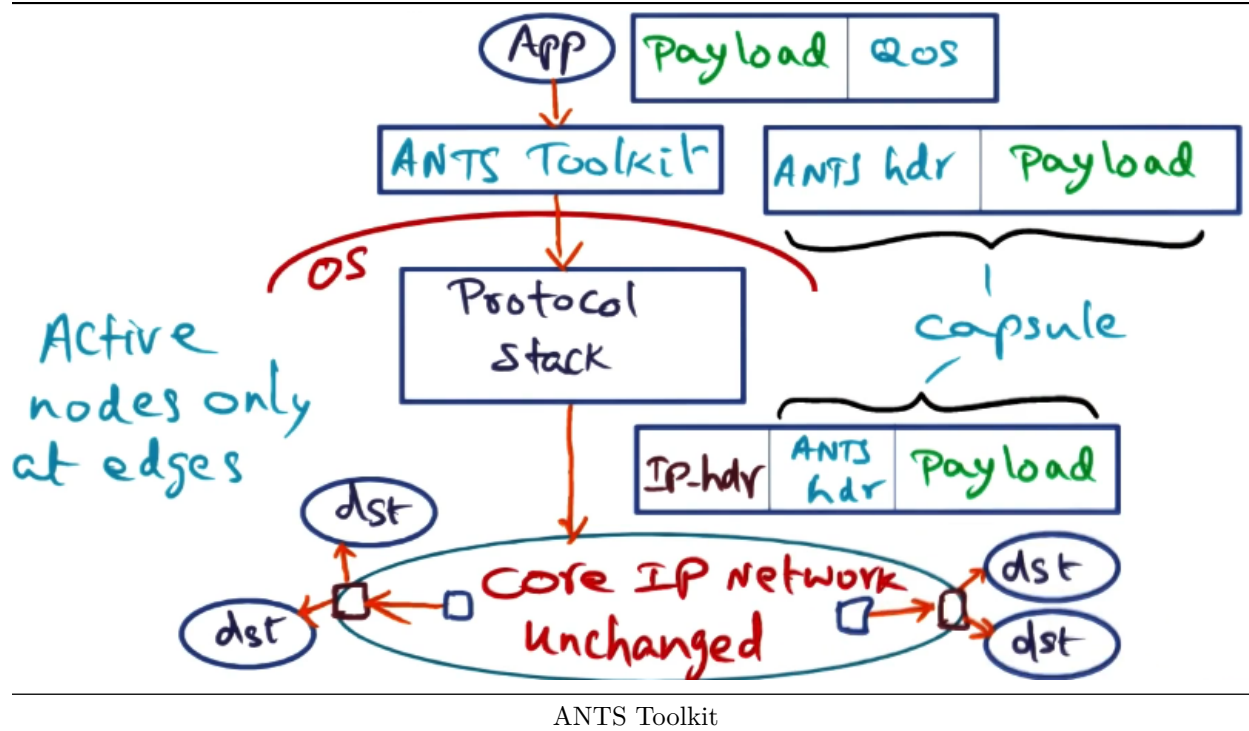 App
Payload QoS
ANTS Toolkit
ANTS hdr Payload
OS
Protocol
Stack
capsule
Active
nodes only
at edges
IP-hdr ANTS hdr Payload
dst
dst
Core IP Network
Unchanged
dst
dst
ANTS Toolkit